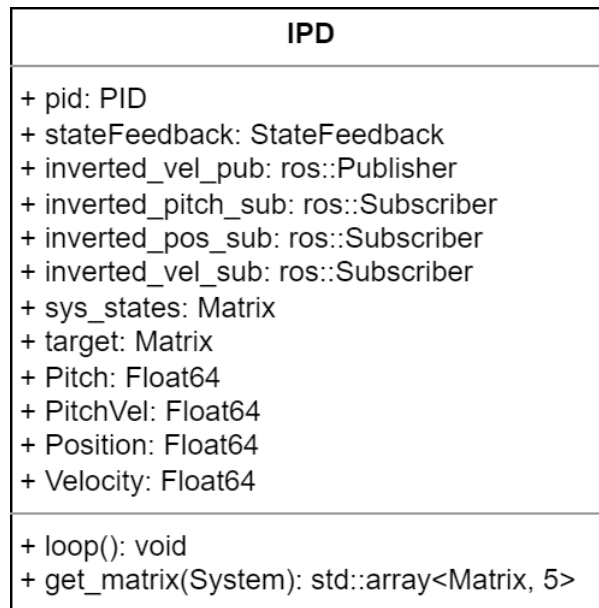 IPD
+ pid: PID
+ stateFeedback: StateFeedback
+ inverted_vel_pub: ros::Publisher
+ inverted_pitch_sub: ros::Subscriber
+ inverted_pos_sub: ros::Subscriber
+ inverted_vel_sub: ros::Subscriber
+ sys_states: Matrix
+ target: Matrix
+ Pitch: Float64
+ PitchVel: Float64
+ Position: Float64
+ Velocity: Float64
+ loop(): void
+ get_matrix(System): std::array<Matrix, 5>